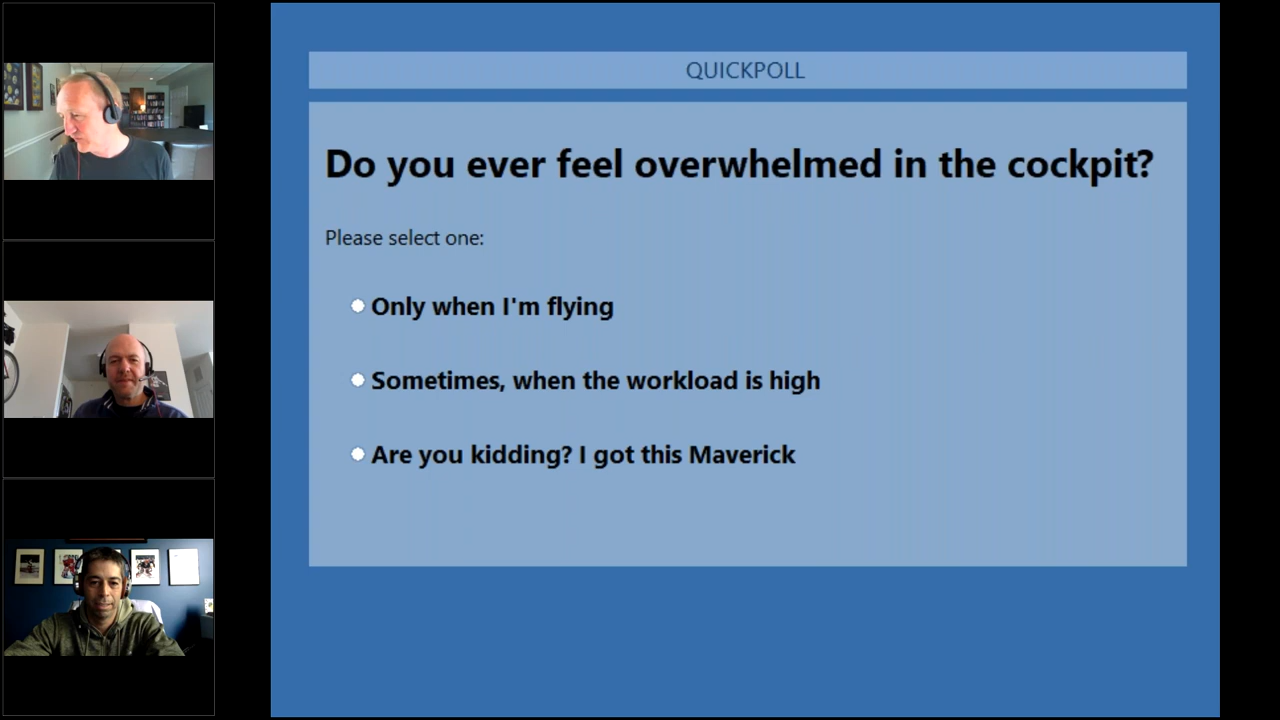 QUICKPOLL
Do you ever feel overwhelmed in the cockpit?
Please select one:
Only when I'm flying
Sometimes, when the workload is high
Are you kidding? I got this Maverick